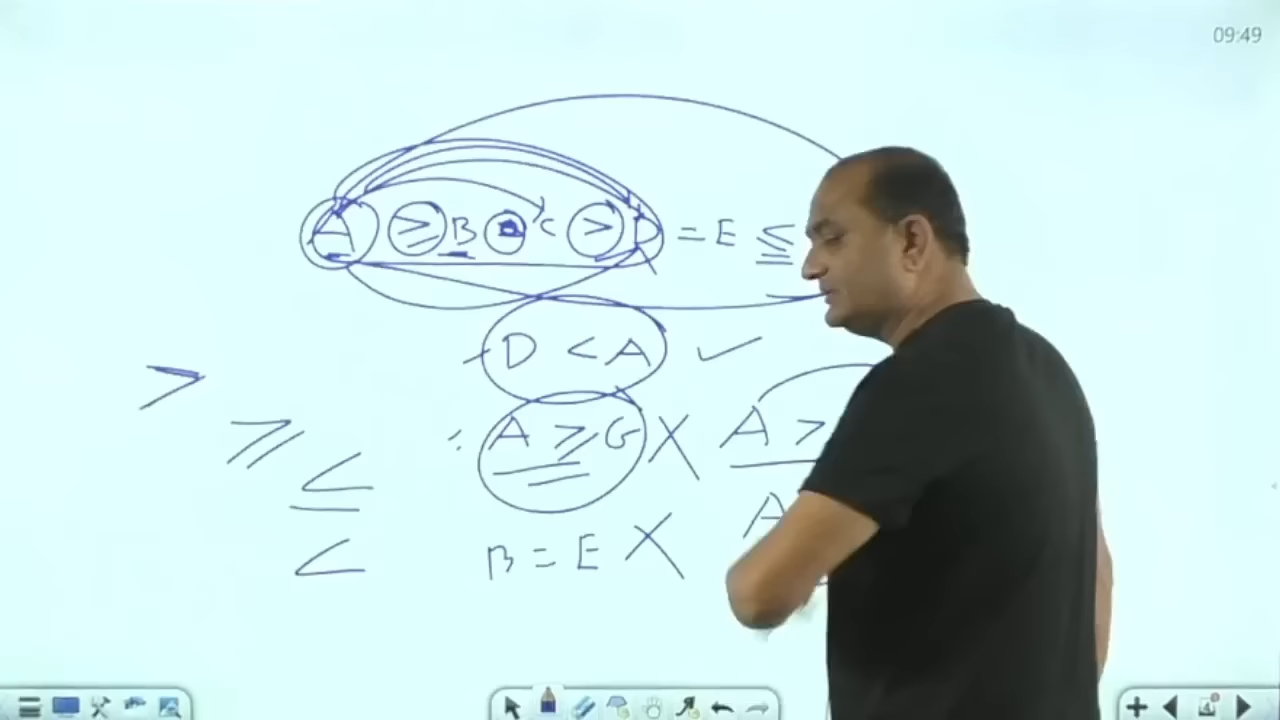 09:49
A ≥ B = C > D = E ≤
D < A ✓
>
≥
A ≥ G X A >
≤
A
<
B = E X